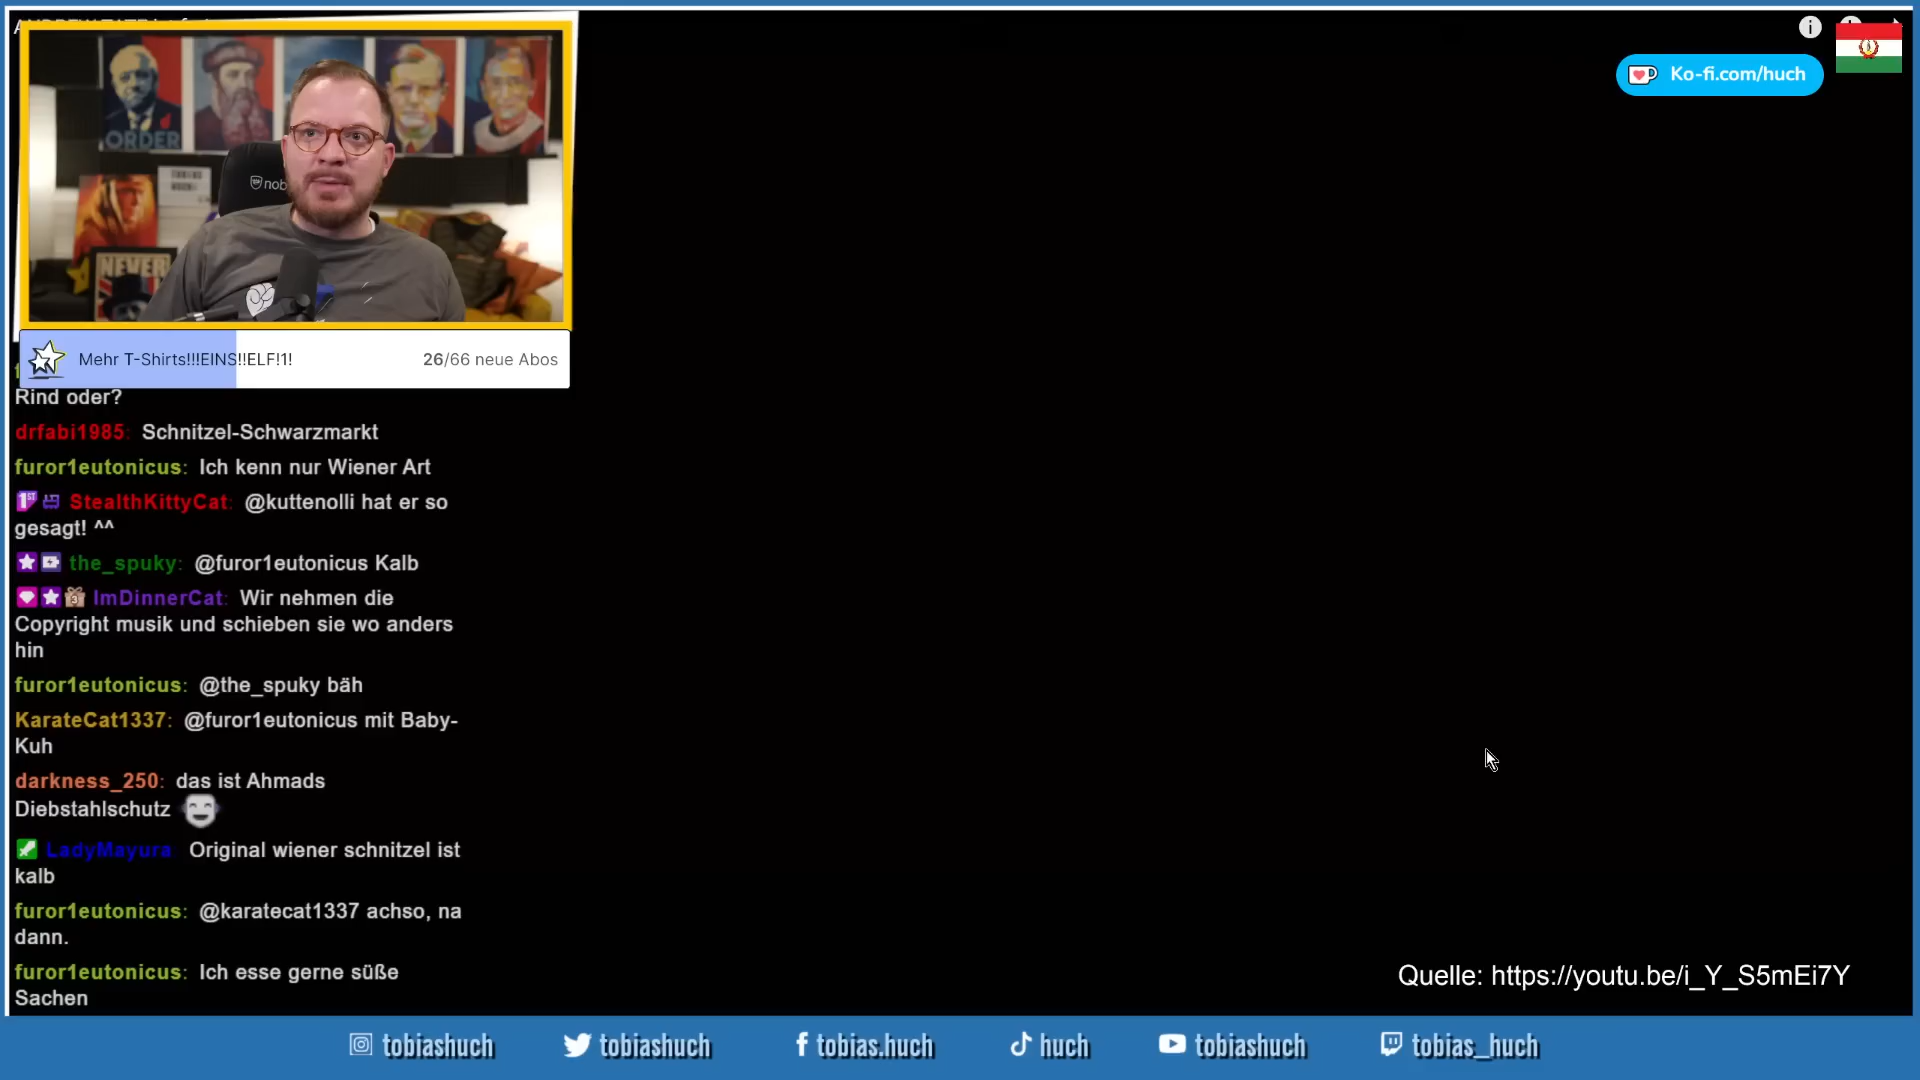 Ko-fi.com/huch
ORDER
nob
NEVER
Mehr T-Shirts!!!EINS!!ELF!1!
26/66 neue Abos
Rind oder?
drfabi1985: Schnitzel-Schwarzmarkt
furor1eutonicus: Ich kenn nur Wiener Art
StealthKittyCat: @kuttenolli hat er so
gesagt! ^^
the_spuky: @furor1eutonicus Kalb
ImDinnerCat: Wir nehmen die
Copyright musik und schieben sie wo anders
hin
furor1eutonicus: @the_spuky bäh
KarateCat1337: @furor1eutonicus mit Baby-
Kuh
darkness_250: das ist Ahmads
Diebstahlschutz
LadyMayura: Original wiener schnitzel ist
kalb
furor1eutonicus: @karatecat1337 achso, na
dann.
furor1eutonicus: Ich esse gerne süße
Sachen
Quelle: https://youtu.be/i_Y_S5mEi7Y
tobiashuch
tobiashuch
tobias.huch
huch
tobiashuch
tobias_huch